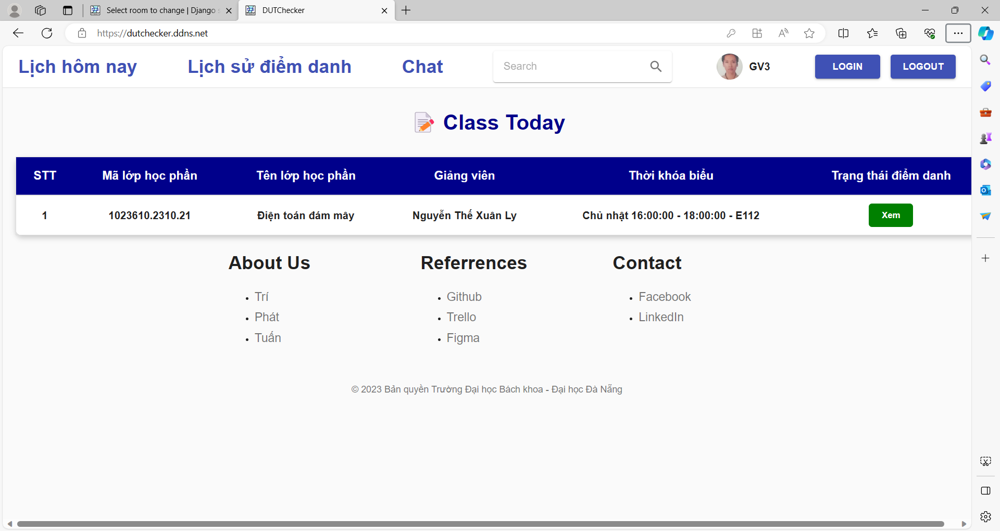 Select room to change | Django s
DUTChecker
https://dutchecker.ddns.net
Lịch hôm nay
Lịch sử điểm danh
Chat
Search
GV3
LOGIN
LOGOUT
Class Today
STT Mã lớp học phần Tên lớp học phần Giảng viên Thời khóa biểu Trạng thái điểm danh
1 1023610.2310.21 Điện toán đám mây Nguyễn Thế Xuân Ly Chủ nhật 16:00:00 - 18:00:00 - E112 Xem
About Us
Trí
Phát
Tuấn
Referrences
Github
Trello
Figma
Contact
Facebook
LinkedIn
© 2023 Bản quyền Trường Đại học Bách khoa - Đại học Đà Nẵng